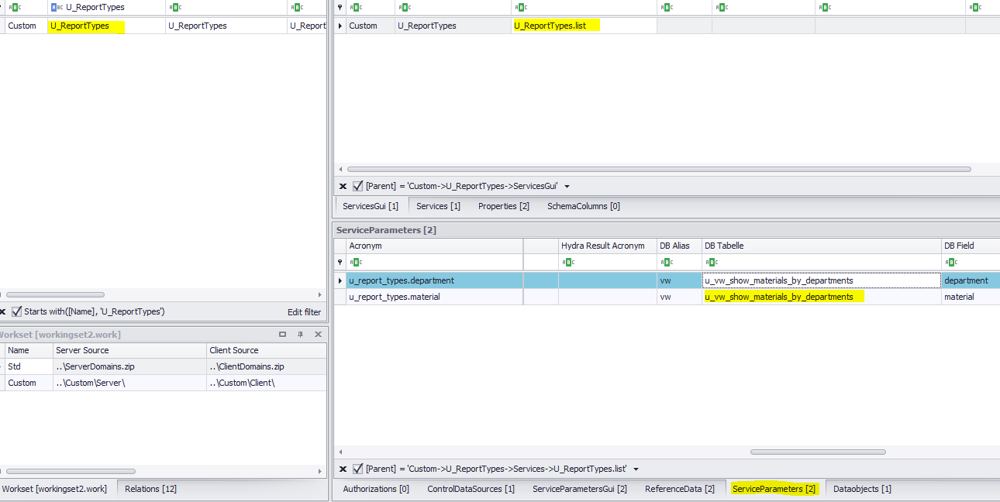 U_ReportTypes
Custom U_ReportTypes U_ReportTypes U_Report
Starts with([Name], 'U_ReportTypes') Edit filter
Workset [workingset2.work]
Name Server Source Client Source
Std ..\ServerDomains.zip ..\ClientDomains.zip
Custom ..\Custom\Server\ ..\Custom\Client\
Workset [workingset2.work] Relations [12]
Custom U_ReportTypes U_ReportTypes.list
[Parent] = 'Custom->U_ReportTypes->ServicesGui'
ServicesGui [1] Services [1] Properties [2] SchemaColumns [0]
ServiceParameters [2]
Acronym Hydra Result Acronym DB Alias DB Tabelle DB Field
u_report_types.department vw u_vw_show_materials_by_departments department
u_report_types.material vw u_vw_show_materials_by_departments material
[Parent] = 'Custom->U_ReportTypes->Services->U_ReportTypes.list'
Authorizations [0] ControlDataSources [1] ServiceParametersGui [2] ReferenceData [2] ServiceParameters [2] Dataobjects [1]